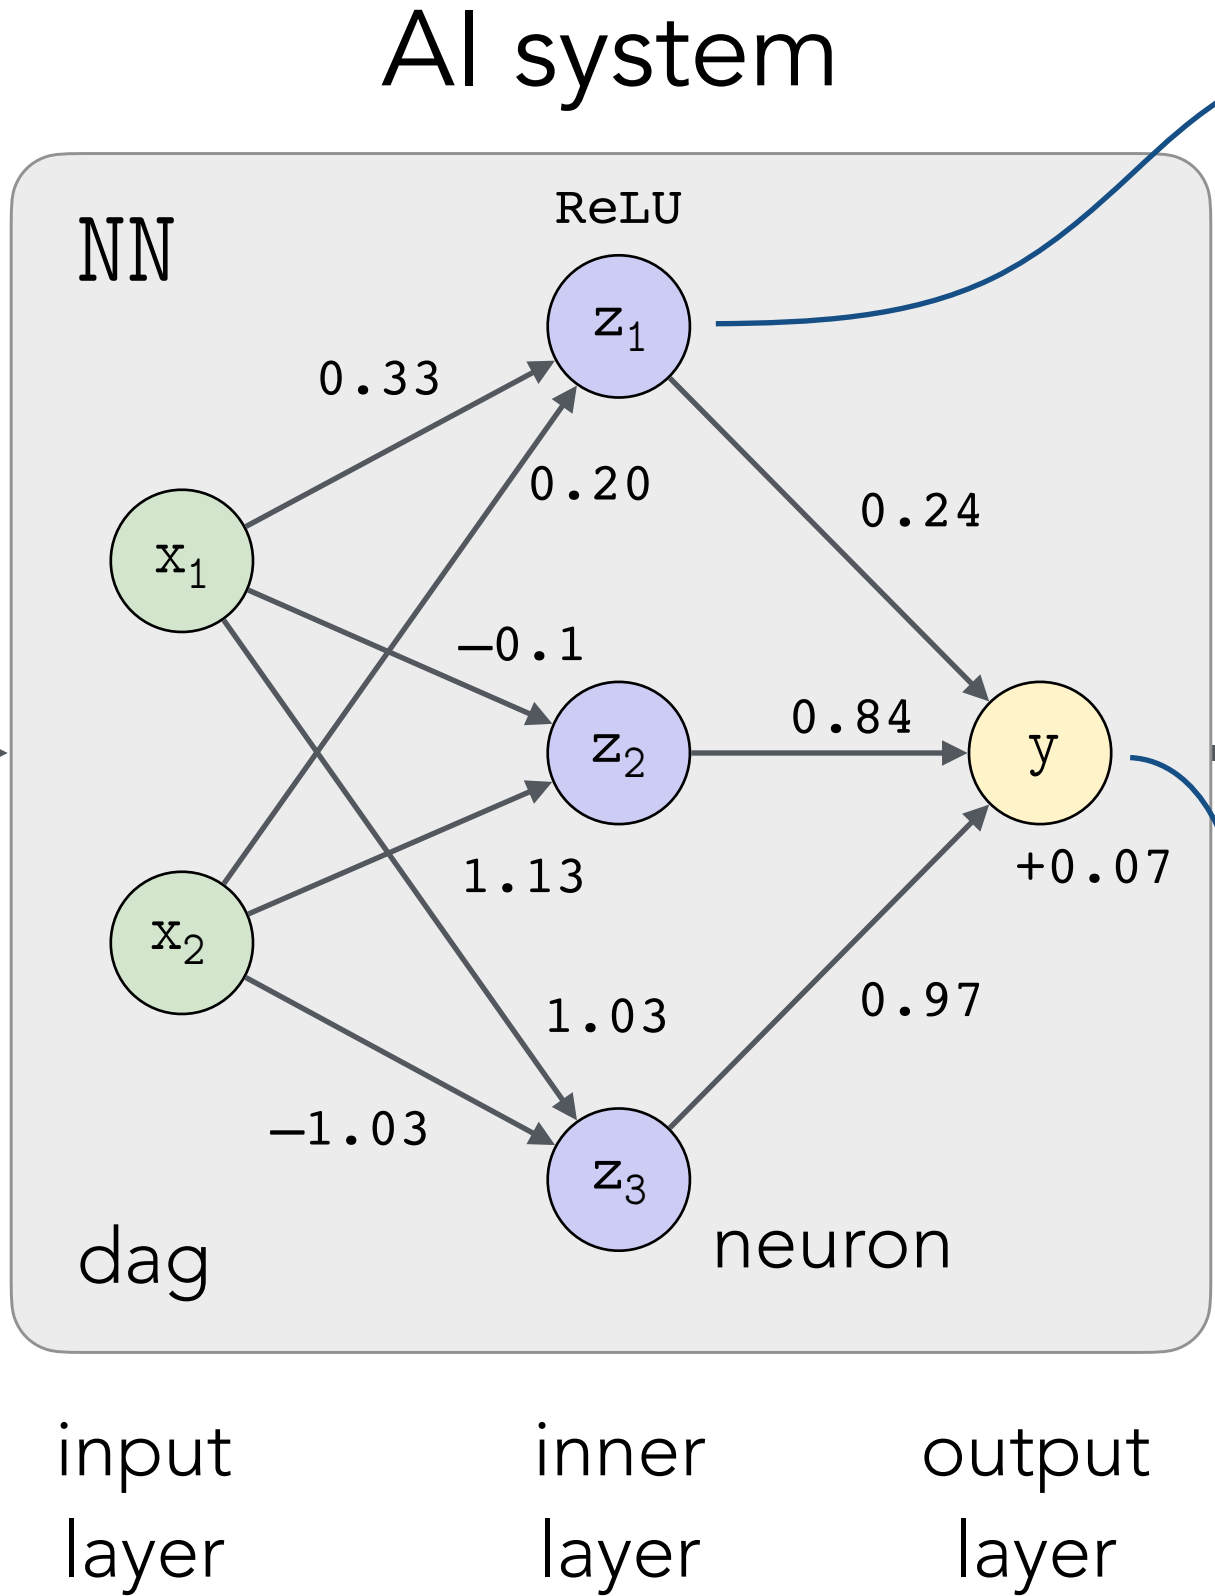 AI system
NN
ReLU
z1
0.33
0.20
0.24
x1
−0.1
z2
0.84
y
+0.07
1.13
x2
1.03
0.97
−1.03
z3
neuron
dag
input
layer
inner
layer
output
layer